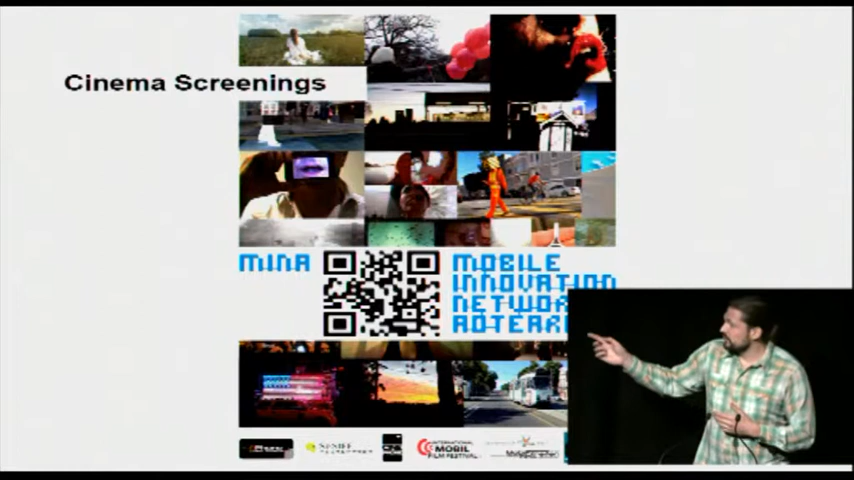 Cinema Screenings
MINA
MOBILE
INNOVATION
NETWOR
AOTEAR
INTERNATIONAL
MOBIL
FILM FESTIVAL